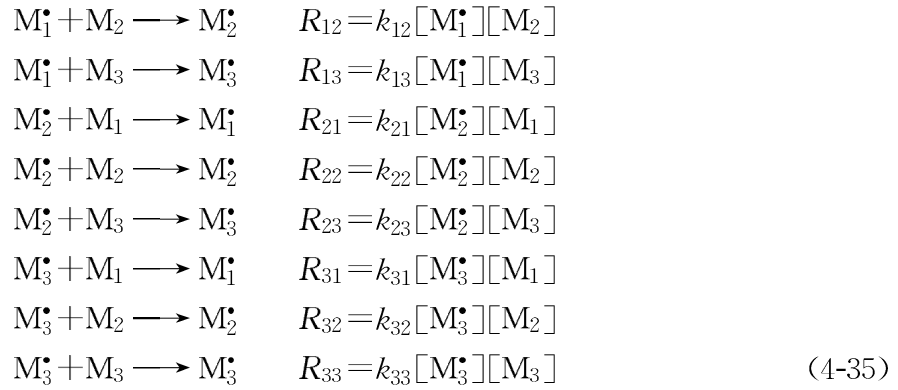 M₁•+M₂ ⟶ M₂• R₁₂=k₁₂[M₁•][M₂]
M₁•+M₃ ⟶ M₃• R₁₃=k₁₃[M₁•][M₃]
M₂•+M₁ ⟶ M₁• R₂₁=k₂₁[M₂•][M₁]
M₂•+M₂ ⟶ M₂• R₂₂=k₂₂[M₂•][M₂]
M₂•+M₃ ⟶ M₃• R₂₃=k₂₃[M₂•][M₃]
M₃•+M₁ ⟶ M₁• R₃₁=k₃₁[M₃•][M₁]
M₃•+M₂ ⟶ M₂• R₃₂=k₃₂[M₃•][M₂]
M₃•+M₃ ⟶ M₃• R₃₃=k₃₃[M₃•][M₃] (4-35)